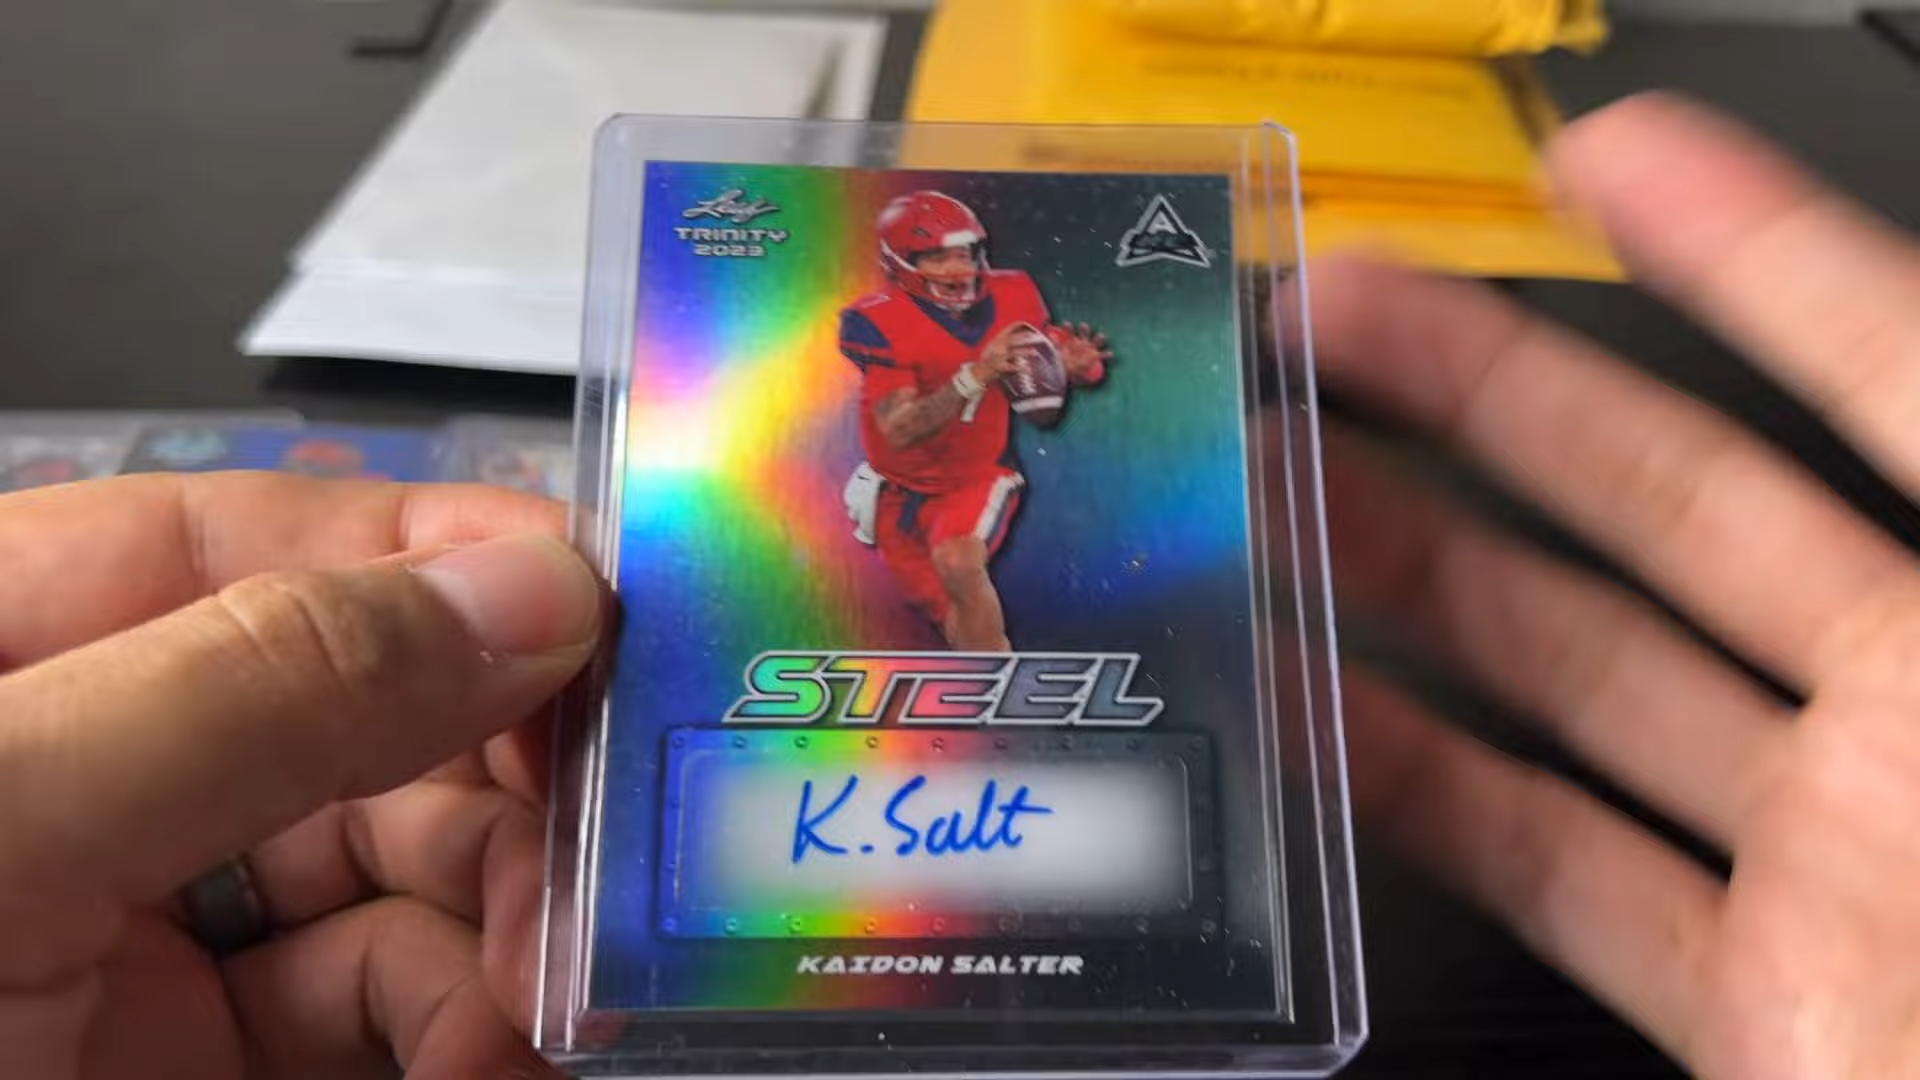 Leaf
TRINITY
2023
A
STEEL
K. Salt
KAIDON SALTER